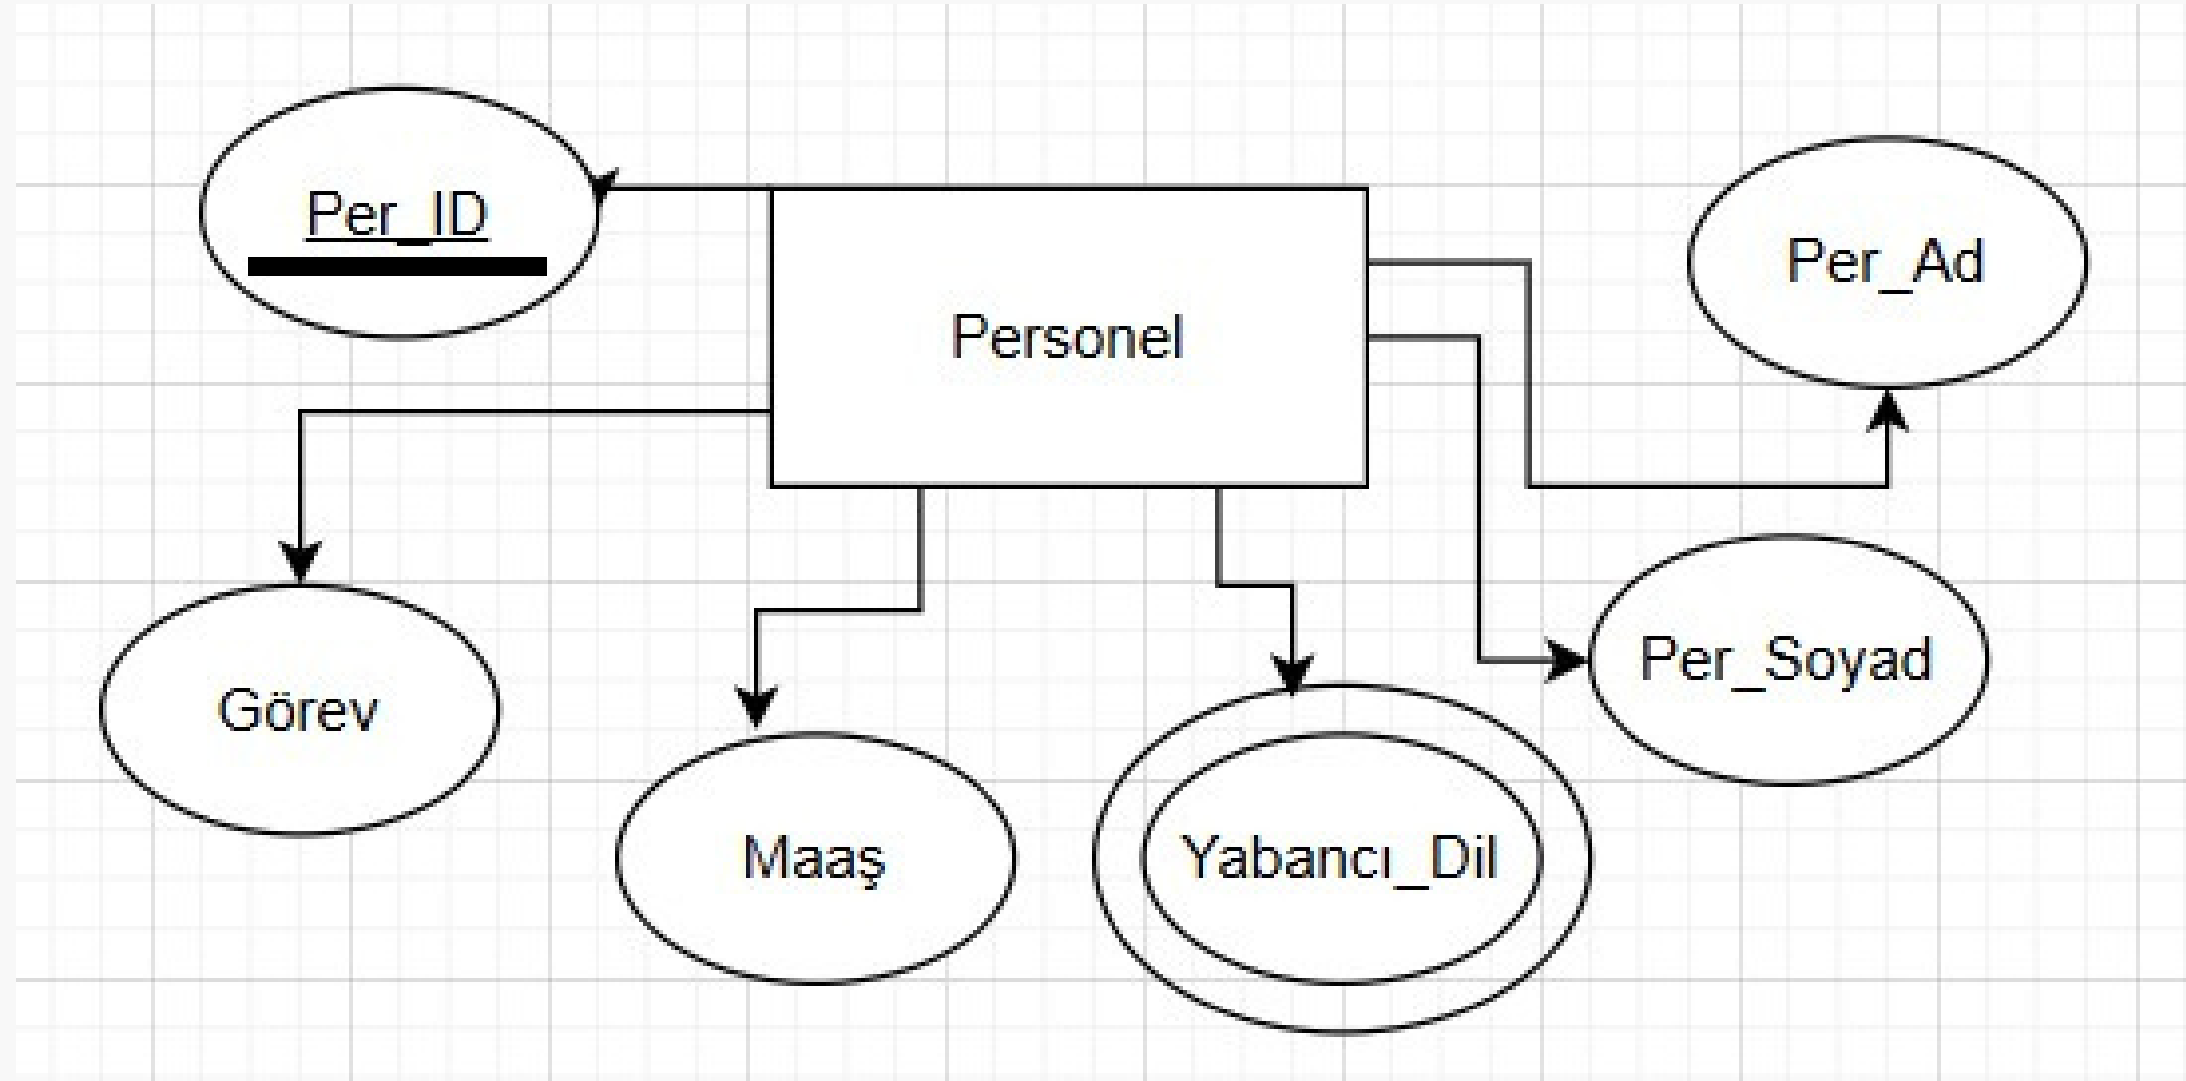 Per_ID
Per_Ad
Personel
Per_Soyad
Görev
Maaş
Yabancı_Dil